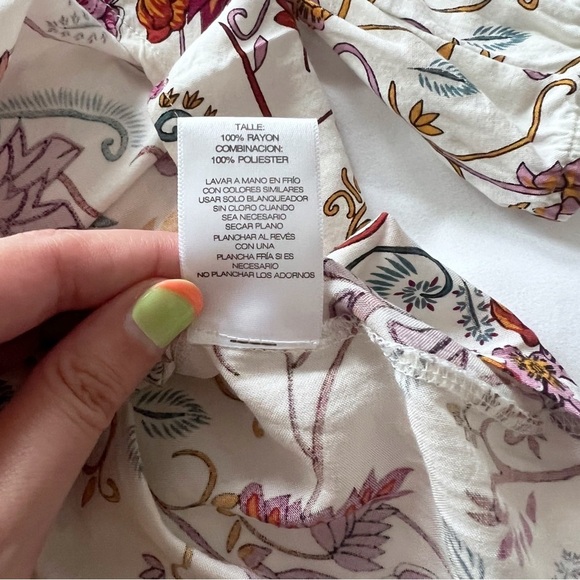 TALLE:
100% RAYON
COMBINACION:
100% POLIESTER
LAVAR A MANO EN FRÍO
CON COLORES SIMILARES
USAR SOLO BLANQUEADOR
SIN CLORO CUANDO
SEA NECESARIO
SECAR PLANO
PLANCHAR AL REVÉS
CON UNA
PLANCHA FRÍA SI ES
NECESARIO
NO PLANCHAR LOS ADORNOS